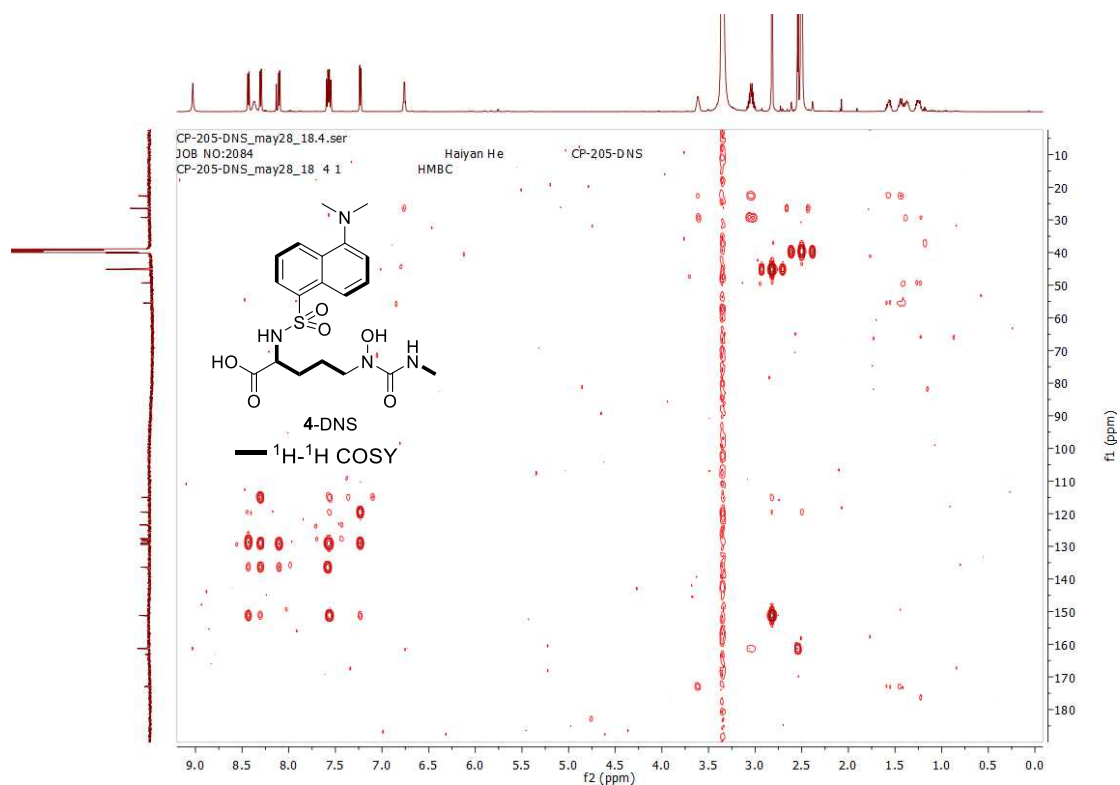 CP-205-DNS_may28_18.4.ser
JOB NO:2084 Haiyan He CP-205-DNS
CP-205-DNS_may28_18 4 1 HMBC
N
O
S
O
HN
OH
H
HO
N
N
O
O
4-DNS
¹H-¹H COSY
10
20
30
40
50
60
70
80
90
100
110
120
130
140
150
160
170
180
f1 (ppm)
9.0 8.5 8.0 7.5 7.0 6.5 6.0 5.5 5.0 4.5 4.0 3.5 3.0 2.5 2.0 1.5 1.0 0.5 0.0
f2 (ppm)